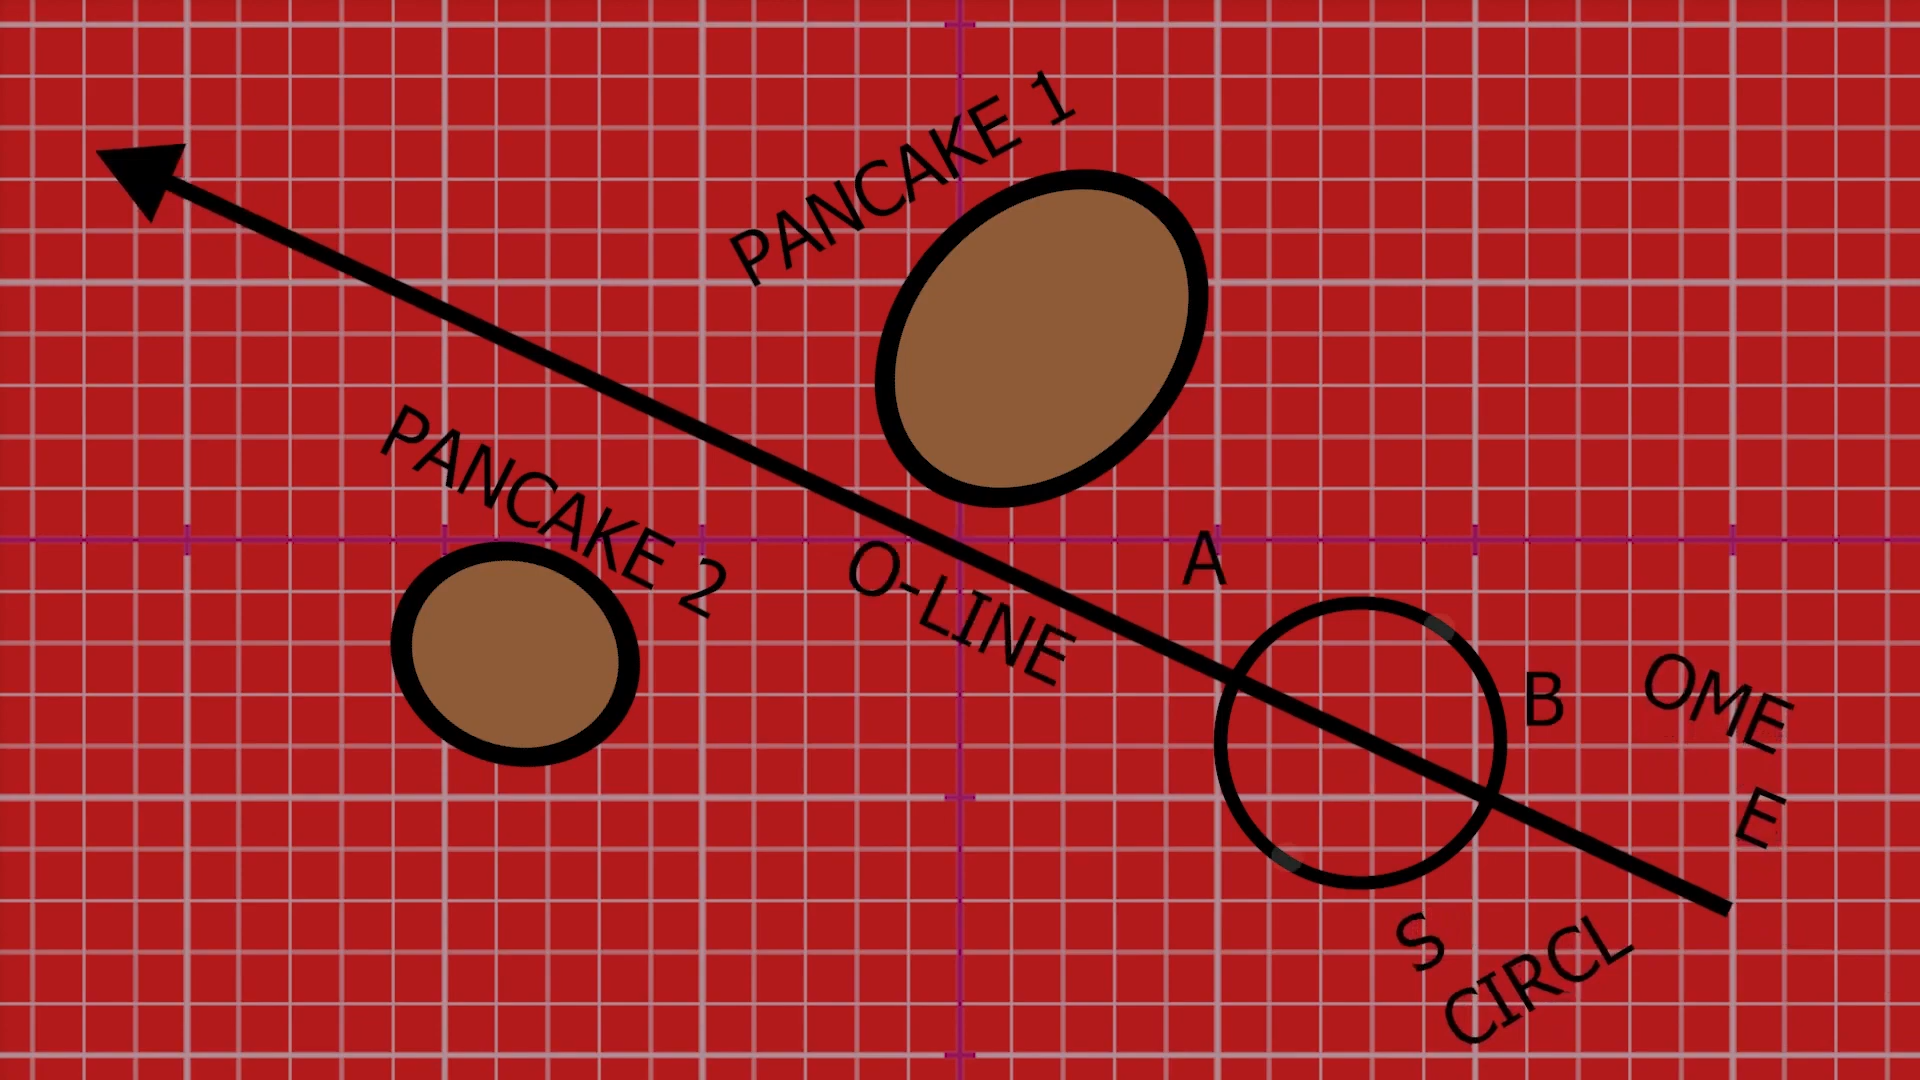 PANCAKE 1
PANCAKE 2
O-LINE
A
B
OME
E
S
CIRCL